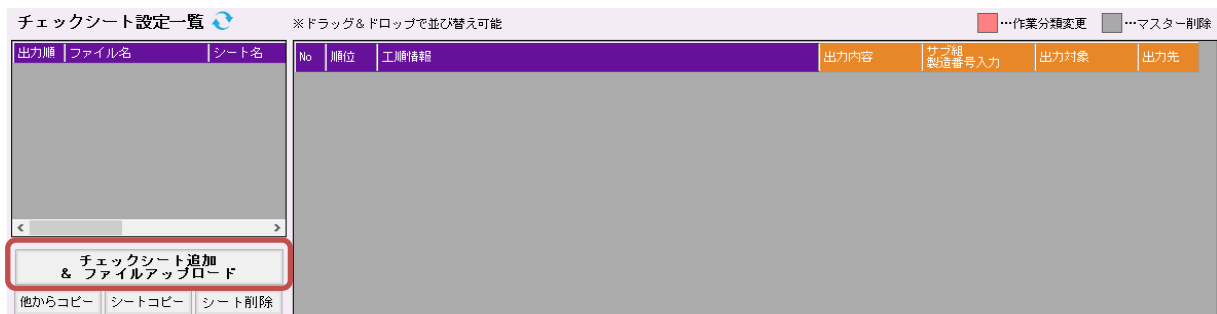 チェックシート設定一覧
※ドラッグ&ドロップで並び替え可能
…作業分類変更
…マスター削除
出力順 ファイル名 シート名
No 順位 工順情報 出力内容 サブ組 製造番号入力 出力対象 出力先
チェックシート追加
& ファイルアップロード
他からコピー シートコピー シート削除